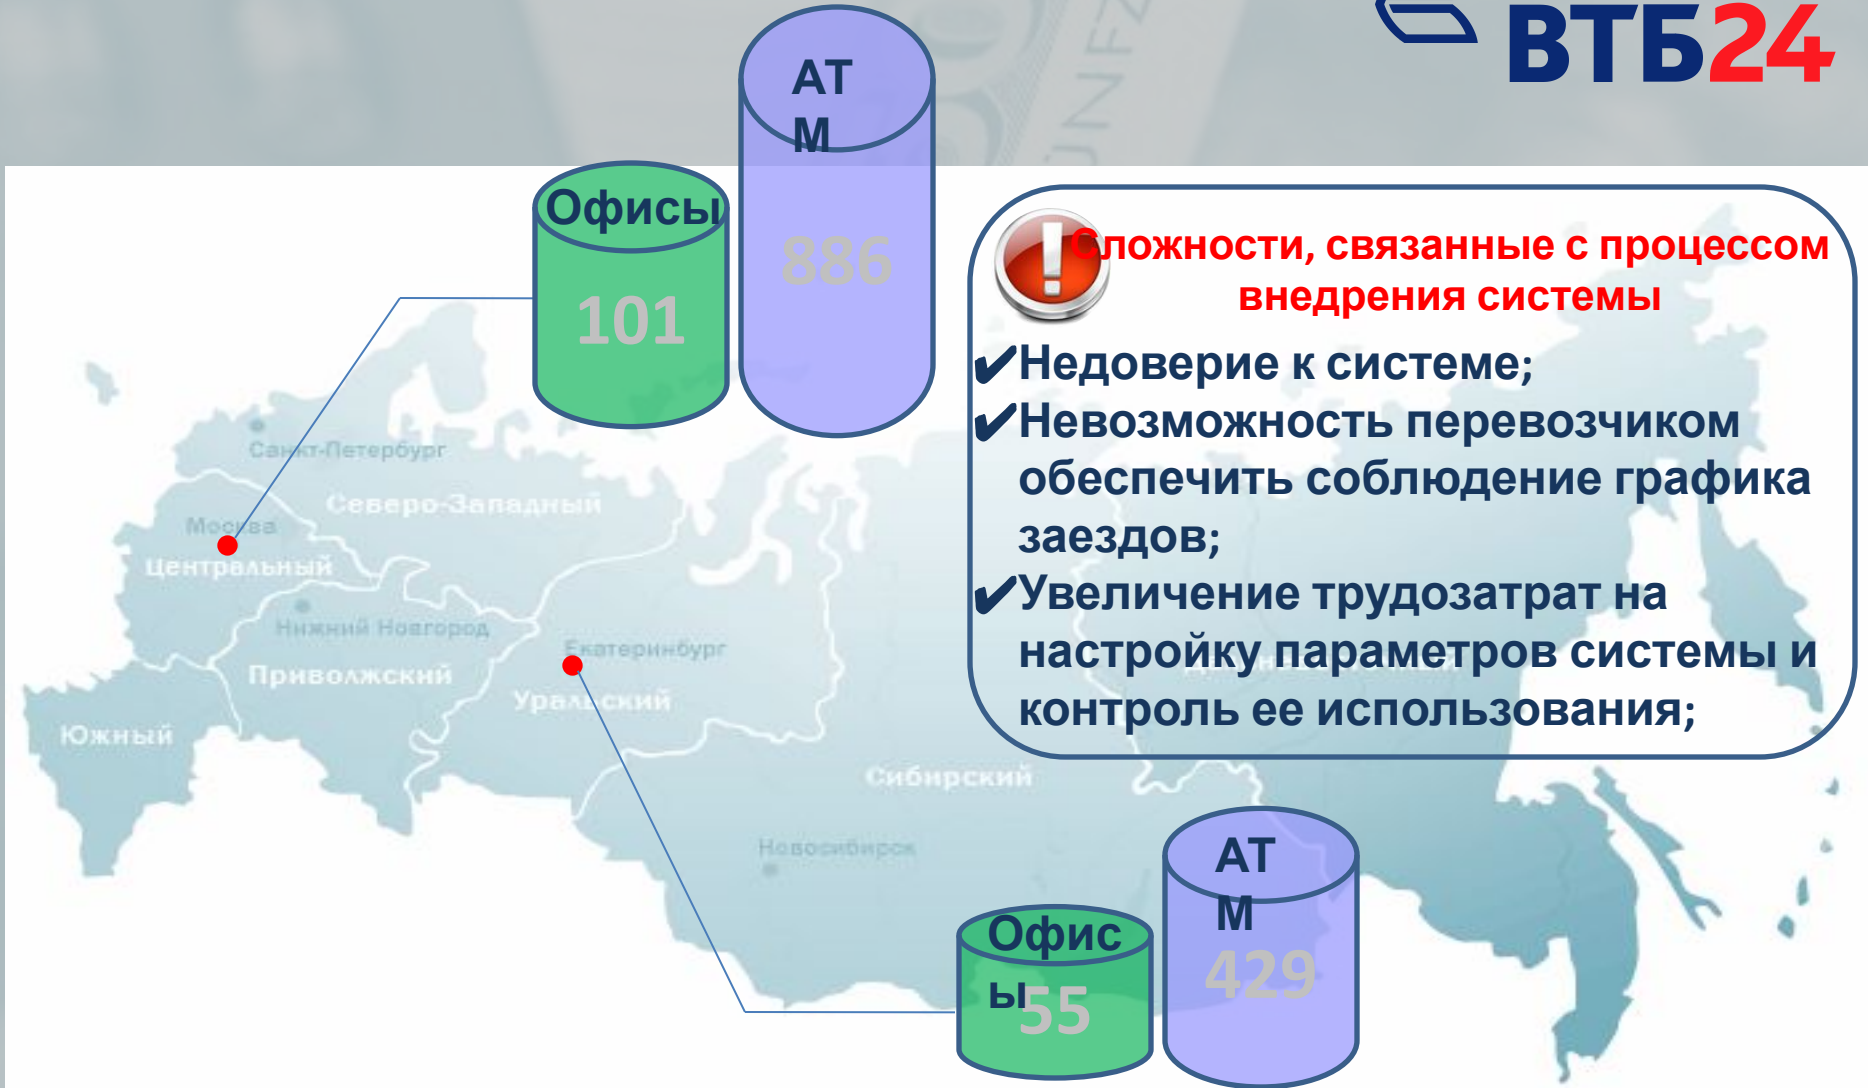 ВТБ24
АТ
М
886
Офисы
101
Сложности, связанные с процессом
внедрения системы
✔Недоверие к системе;
✔Невозможность перевозчиком
обеспечить соблюдение графика
заездов;
✔Увеличение трудозатрат на
настройку параметров системы и
контроль ее использования;
Санкт-Петербург
Северо-Западный
Москва
Центральный
Нижний Новгород
Приволжский
Екатеринбург
Уральский
Южный
Сибирский
Новосибирск
АТ
М
429
Офис
ы
55